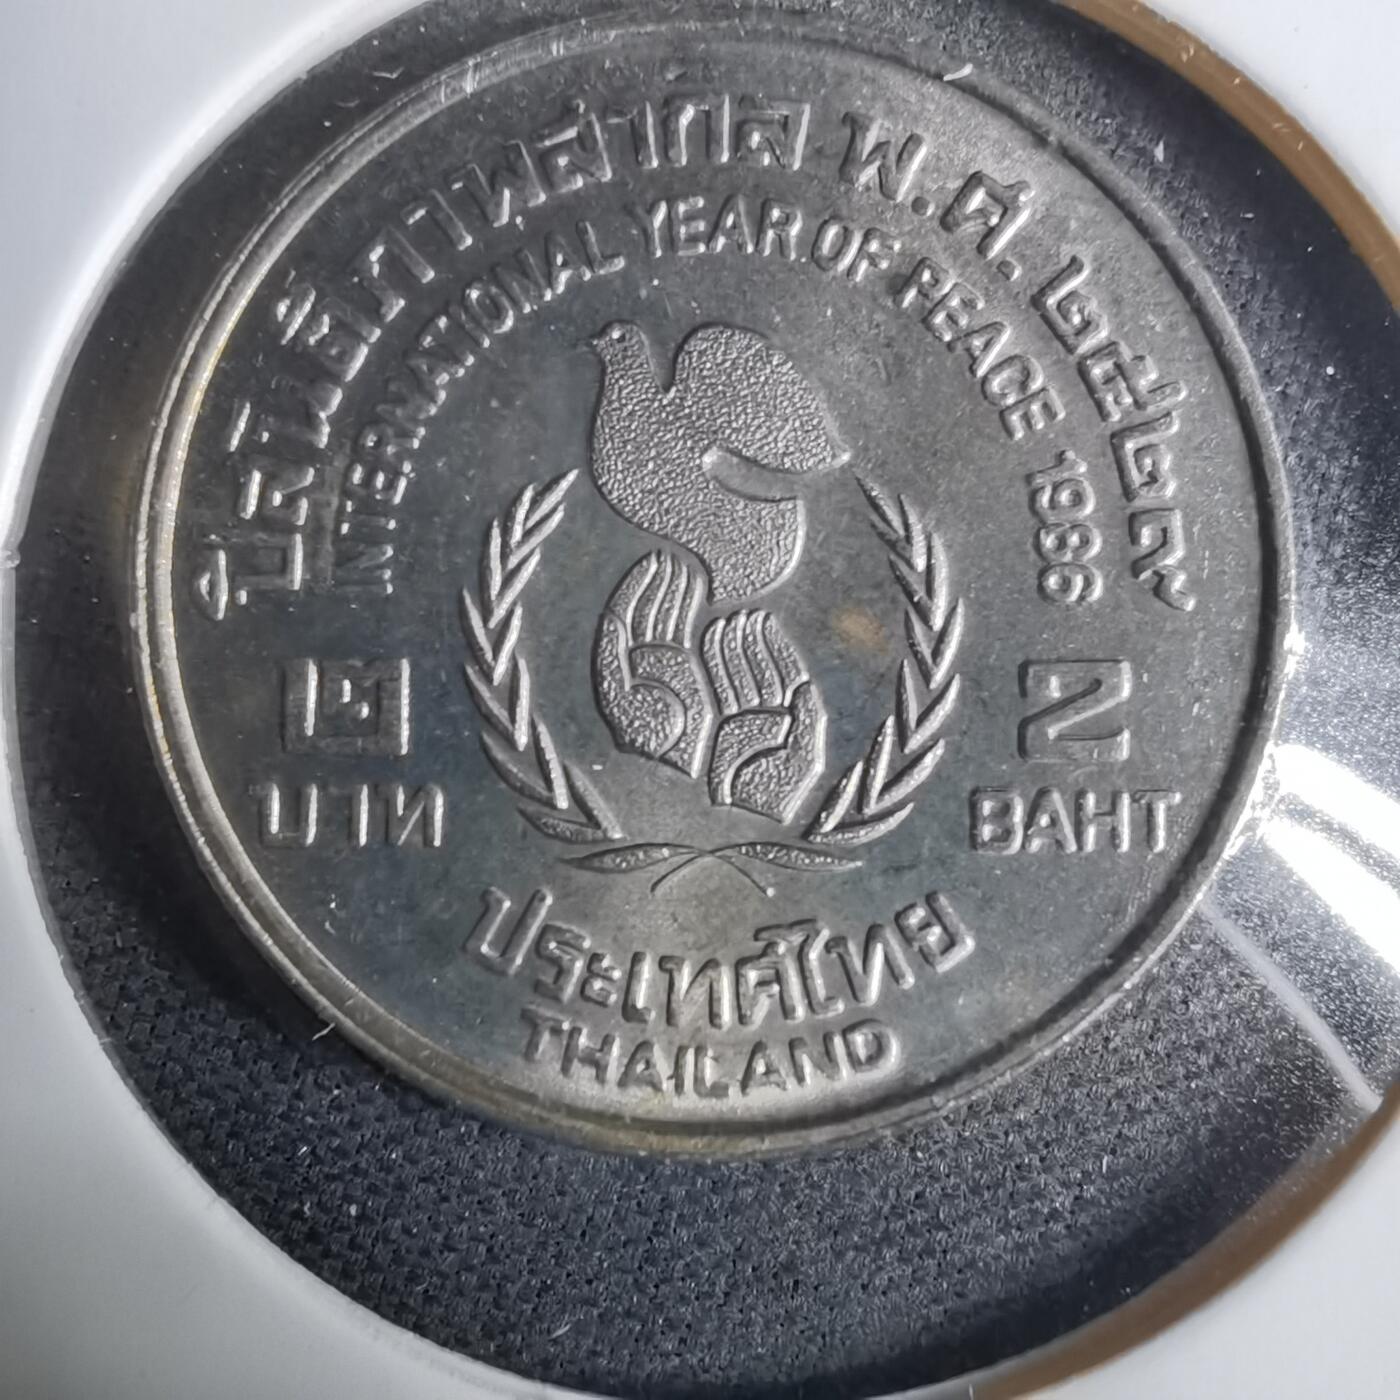 ปีสันติภาพสากล พ.ศ. ๒๕๒๙
INTERNATIONAL YEAR OF PEACE 1986
๒
บาท
2
BAHT
ประเทศไทย
THAILAND